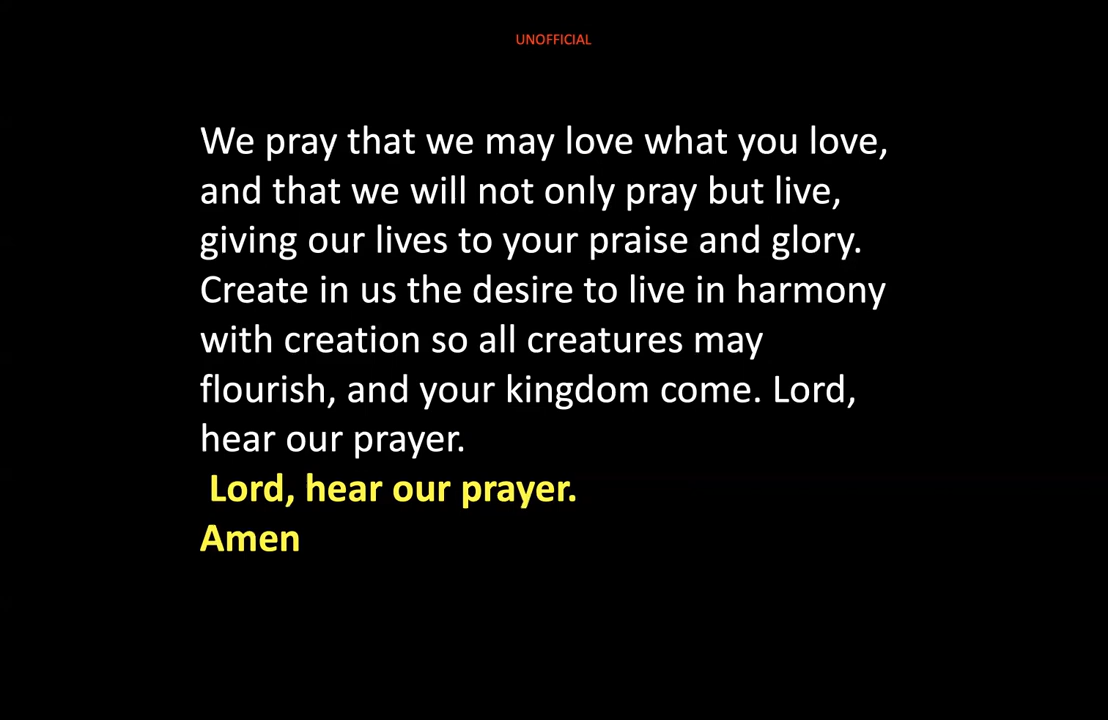 UNOFFICIAL
We pray that we may love what you love,
and that we will not only pray but live,
giving our lives to your praise and glory.
Create in us the desire to live in harmony
with creation so all creatures may
flourish, and your kingdom come. Lord,
hear our prayer.
Lord, hear our prayer.
Amen